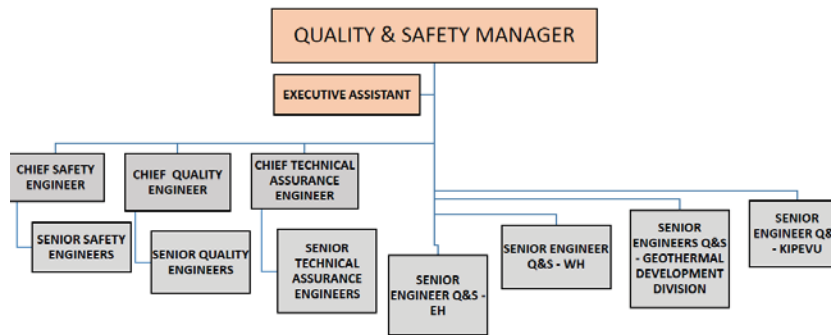 QUALITY & SAFETY MANAGER
EXECUTIVE ASSISTANT
CHIEF SAFETY
ENGINEER
CHIEF QUALITY
ENGINEER
CHIEF TECHNICAL
ASSURANCE
ENGINEER
SENIOR SAFETY
ENGINEERS
SENIOR QUALITY
ENGINEERS
SENIOR
TECHNICAL
ASSURANCE
ENGINEERS
SENIOR
ENGINEER Q&S -
EH
SENIOR ENGINEER
Q&S - WH
SENIOR
ENGINEERS Q&S
- GEOTHERMAL
DEVELOPMENT
DIVISION
SENIOR
ENGINEER Q&
- KIPEVU